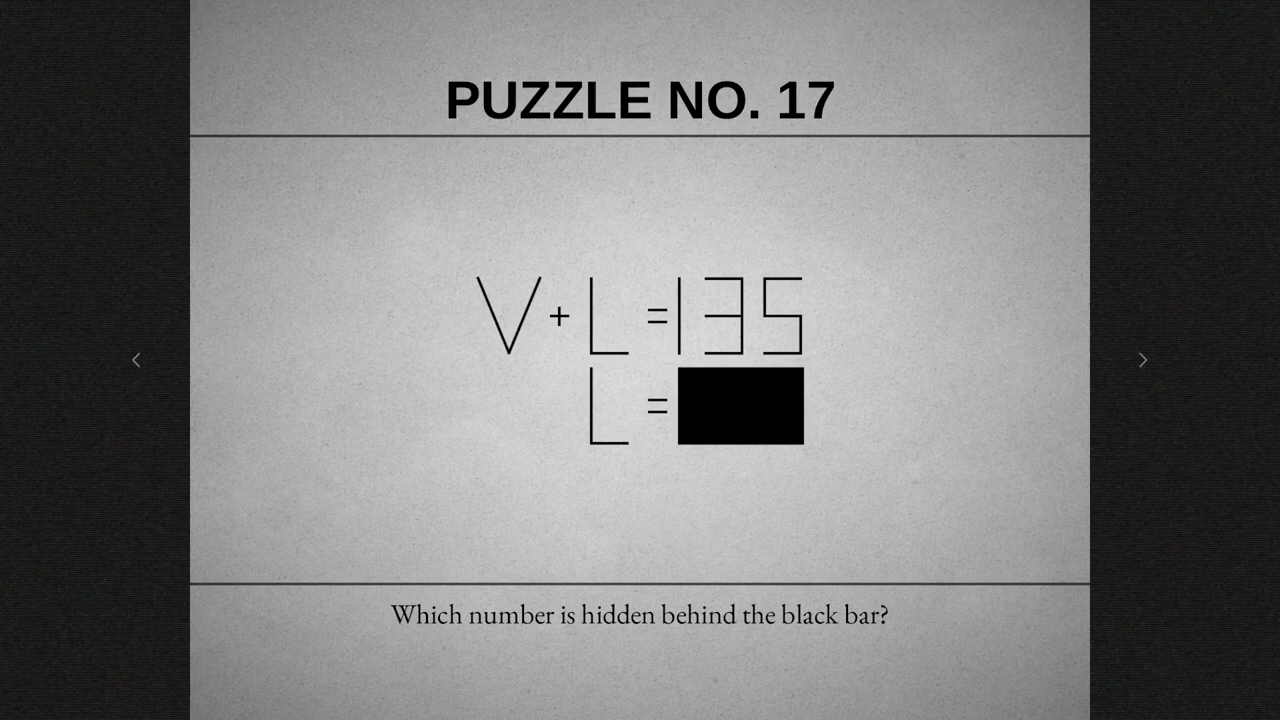 PUZZLE NO. 17
V + L = 135
L =
Which number is hidden behind the black bar?